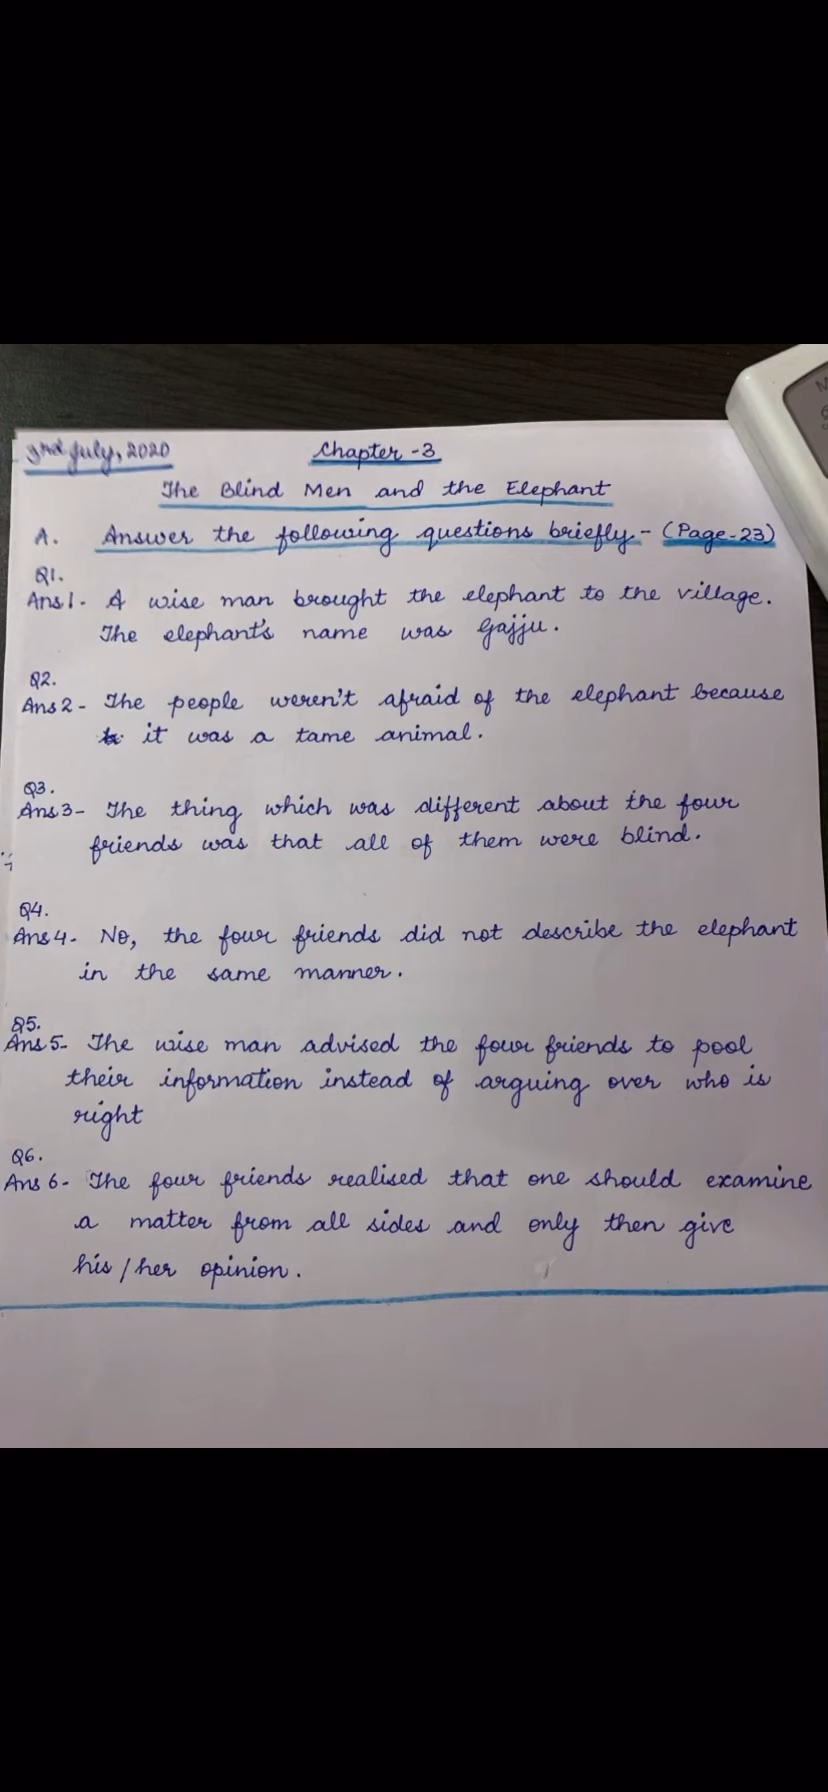 3rd July, 2020
Chapter -3
The Blind Men and the Elephant
A. Answer the following questions briefly - (Page-23)
Q1.
Ans 1 - A wise man brought the elephant to the village.
The elephant's name was Gajju.
Q2.
Ans 2 - The people weren't afraid of the elephant because
it was a tame animal.
Q3.
Ans 3 - The thing which was different about the four
friends was that all of them were blind.
Q4.
Ans 4 - No, the four friends did not describe the elephant
in the same manner.
Q5.
Ans 5 - The wise man advised the four friends to pool
their information instead of arguing over who is
right
Q6.
Ans 6 - The four friends realised that one should examine
a matter from all sides and only then give
his / her opinion.